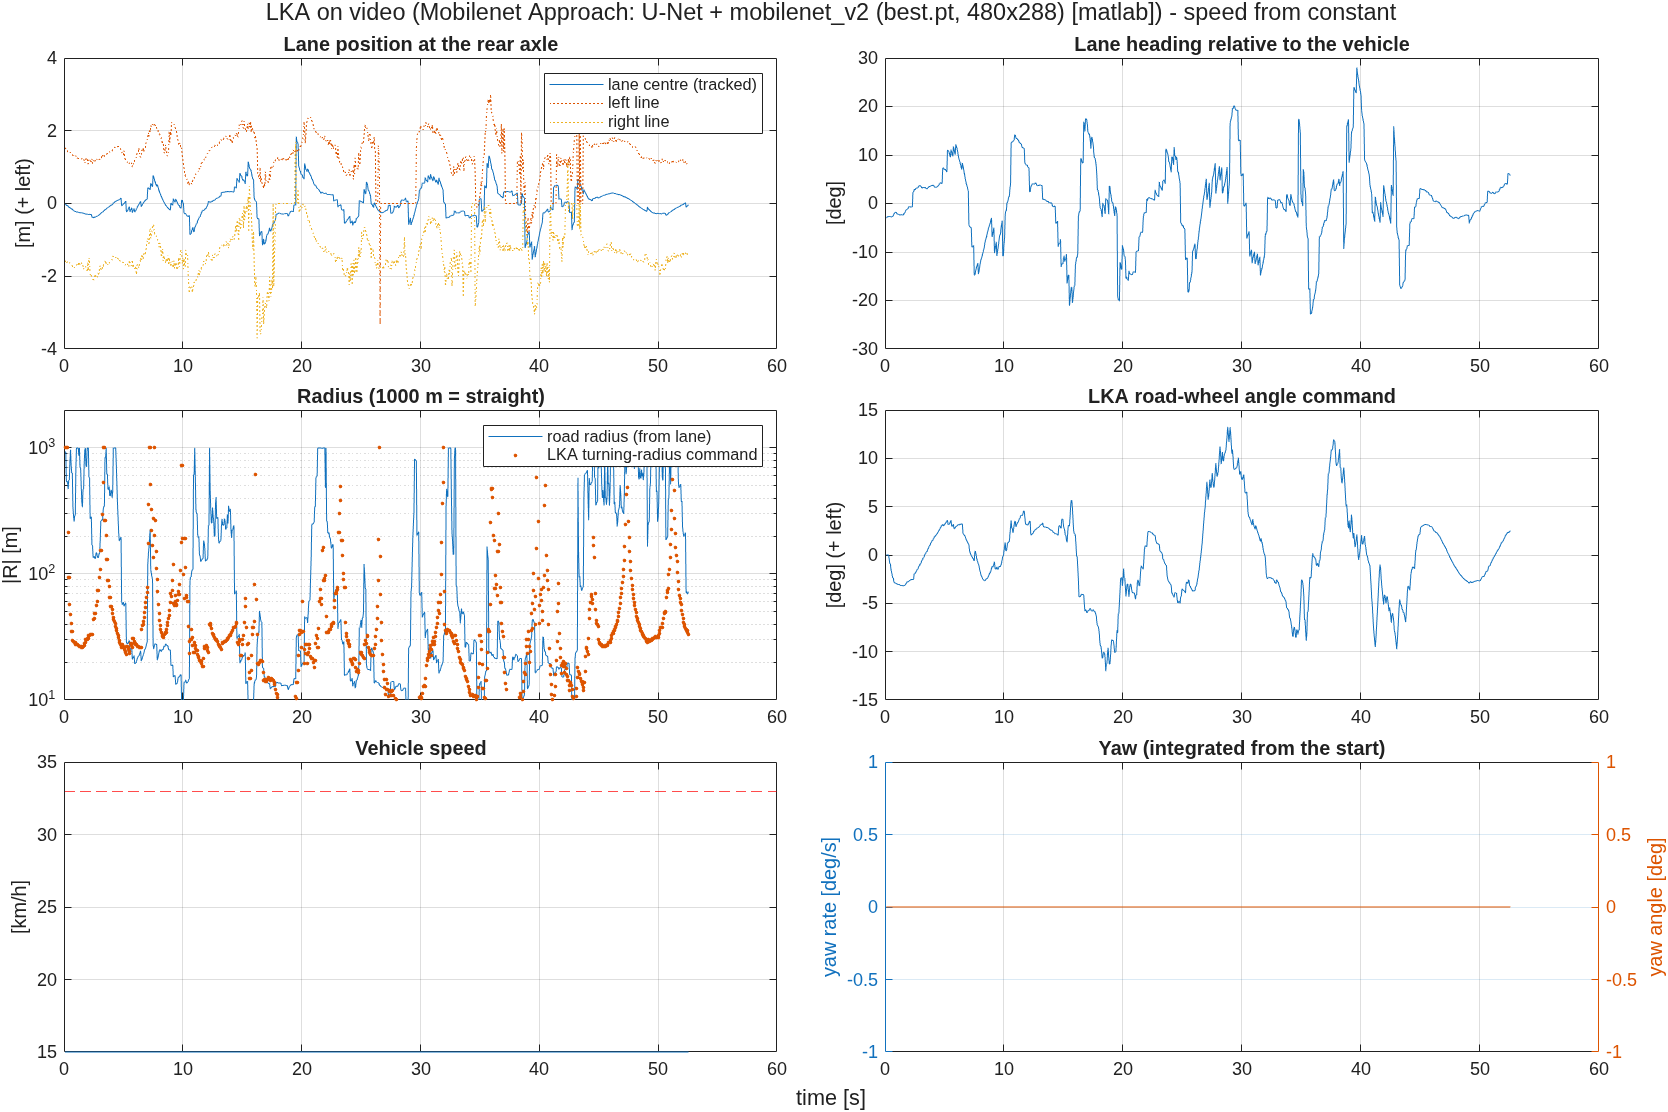 LKA on video (Mobilenet Approach: U-Net + mobilenet_v2 (best.pt, 480x288) [matlab]) - speed from constant
Lane position at the rear axle
[m] (+ left)
4
2
0
-2
-4
0 10 20 30 40 50 60
lane centre (tracked)
left line
right line
Lane heading relative to the vehicle
[deg]
30
20
10
0
-10
-20
-30
0 10 20 30 40 50 60
Radius (1000 m = straight)
|R| [m]
10^3
10^2
10^1
0 10 20 30 40 50 60
road radius (from lane)
LKA turning-radius command
LKA road-wheel angle command
[deg] (+ left)
15
10
5
0
-5
-10
-15
0 10 20 30 40 50 60
Vehicle speed
[km/h]
35
30
25
20
15
0 10 20 30 40 50 60
Yaw (integrated from the start)
yaw rate [deg/s]
1
0.5
0
-0.5
-1
0 10 20 30 40 50 60
1
0.5
0
-0.5
-1
yaw angle [deg]
time [s]